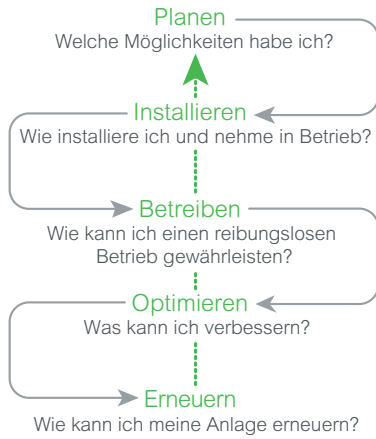 Planen
Welche Möglichkeiten habe ich?
Installieren
Wie installiere ich und nehme in Betrieb?
Betreiben
Wie kann ich einen reibungslosen
Betrieb gewährleisten?
Optimieren
Was kann ich verbessern?
Erneuern
Wie kann ich meine Anlage erneuern?